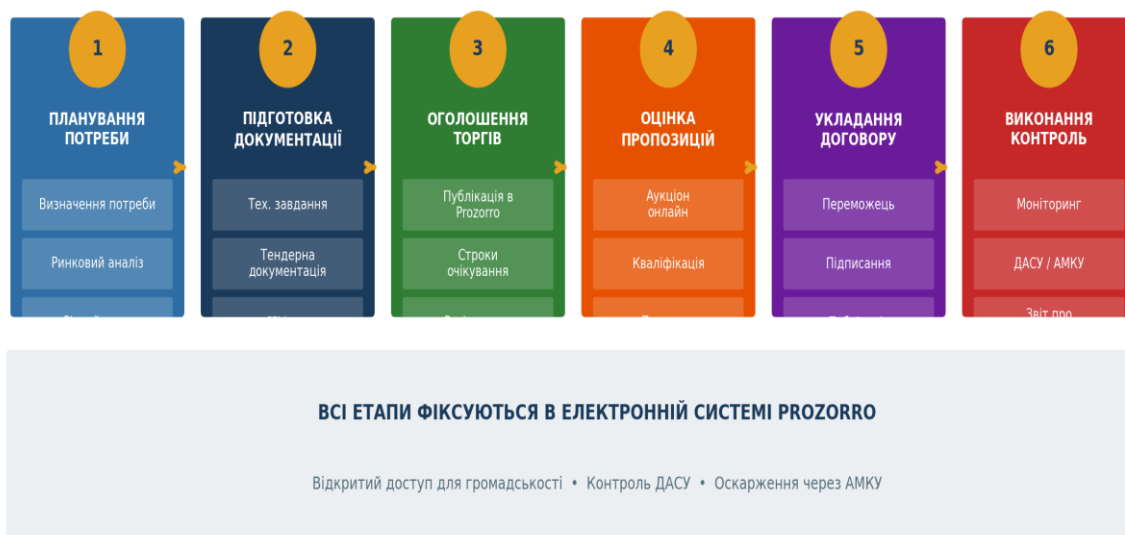 1
ПЛАНУВАННЯ
ПОТРЕБИ
Визначення потреби
Ринковий аналіз
2
ПІДГОТОВКА
ДОКУМЕНТАЦІЇ
Тех. завдання
Тендерна
документація
3
ОГОЛОШЕННЯ
ТОРГІВ
Публікація в
Prozorro
Строки
очікування
4
ОЦІНКА
ПРОПОЗИЦІЙ
Аукціон
онлайн
Кваліфікація
5
УКЛАДАННЯ
ДОГОВОРУ
Переможець
Підписання
6
ВИКОНАННЯ
КОНТРОЛЬ
Моніторинг
ДАСУ / АМКУ
Звіт про
ВСІ ЕТАПИ ФІКСУЮТЬСЯ В ЕЛЕКТРОННІЙ СИСТЕМІ PROZORRO
Відкритий доступ для громадськості • Контроль ДАСУ • Оскарження через АМКУ